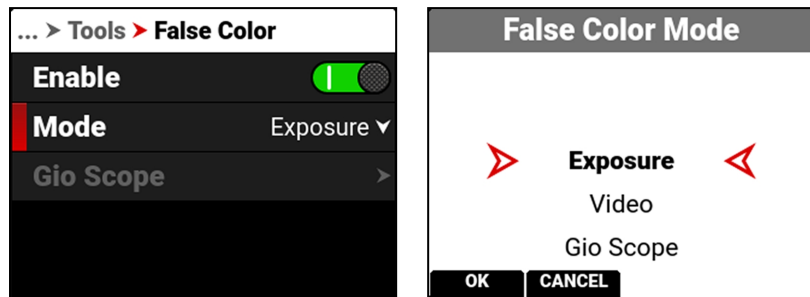 ... > Tools > False Color
Enable
Mode Exposure
Gio Scope >
False Color Mode
Exposure
Video
Gio Scope
OK CANCEL